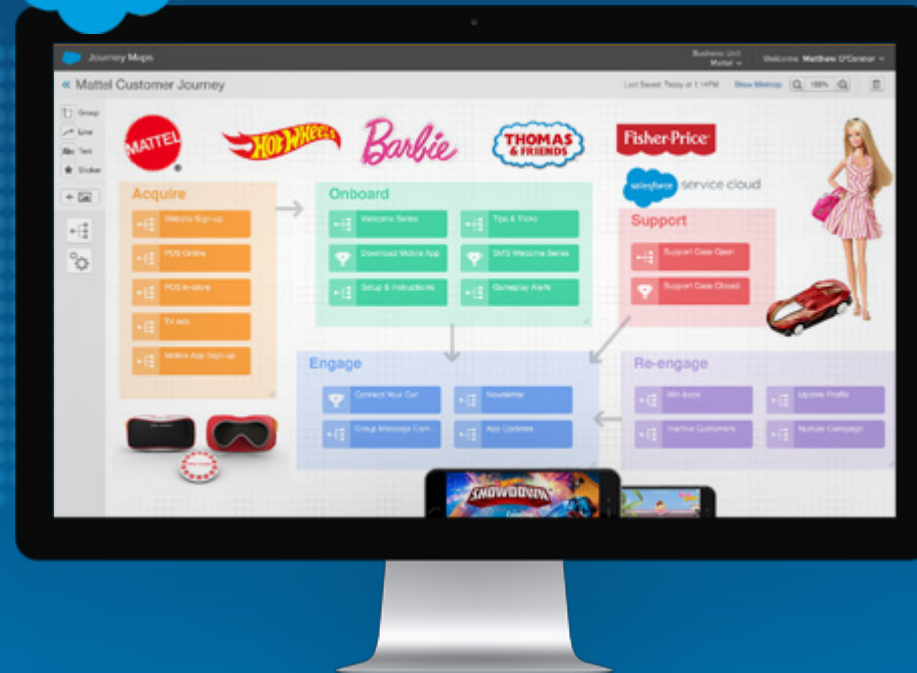 Journey Maps
Business Unit
Mattel
Welcome Matthew O'Connor
« Mattel Customer Journey
Last Saved: Today at 1:14PM
Show Minimap
100%
Group
Line
Abc Text
Sticker
MATTEL
HOT WHEELS
Barbie
THOMAS
& FRIENDS
Fisher-Price
salesforce service cloud
Acquire
Website Sign-up
POS Online
POS In-store
TV Ads
Mobile App Sign-up
Onboard
Welcome Series
Tips & Tricks
Download Mobile App
SMS Welcome Series
Setup & Instructions
Gameplay Alerts
Support
Support Case Open
Support Case Closed
Engage
Connect Your Car
Newsletter
Group Message Cam...
App Updates
Re-engage
Win-back
Update Profile
Inactive Customers
Nurture Campaign
SHOWDOWN